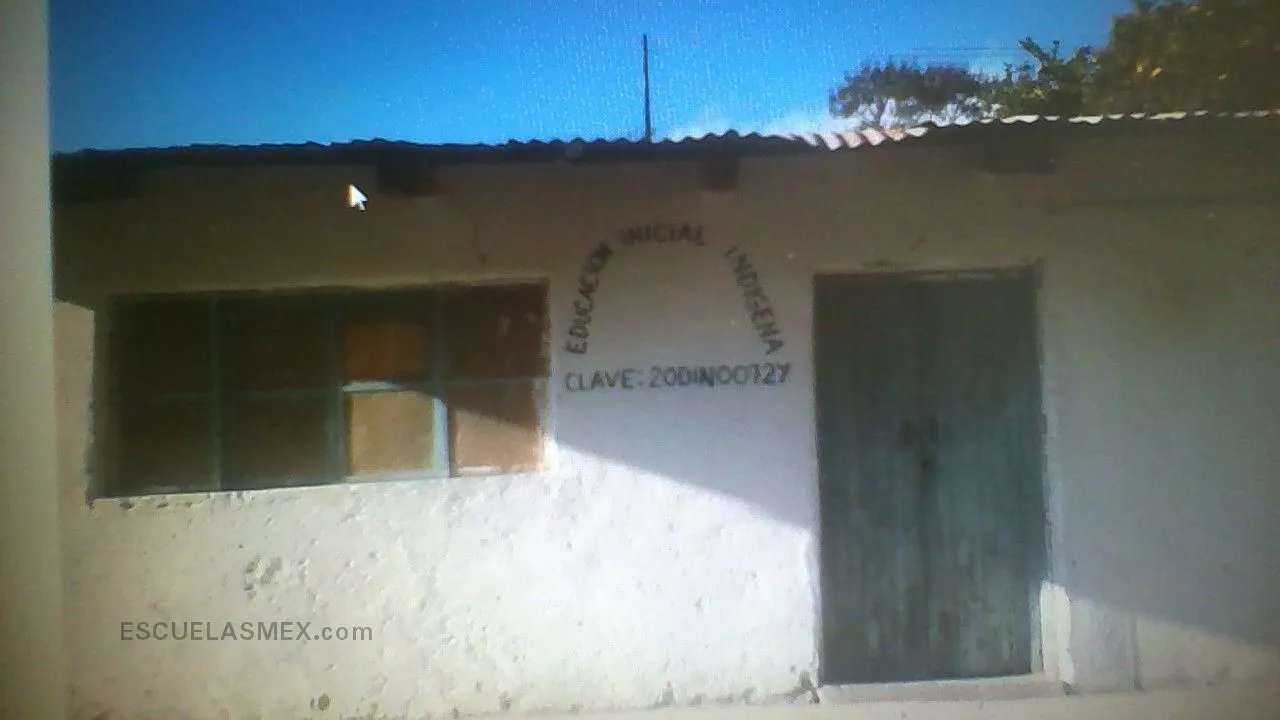 EDUCACION INICIAL INDIGENA
CLAVE: 20DIN0072Y
ESCUELASMEX.com